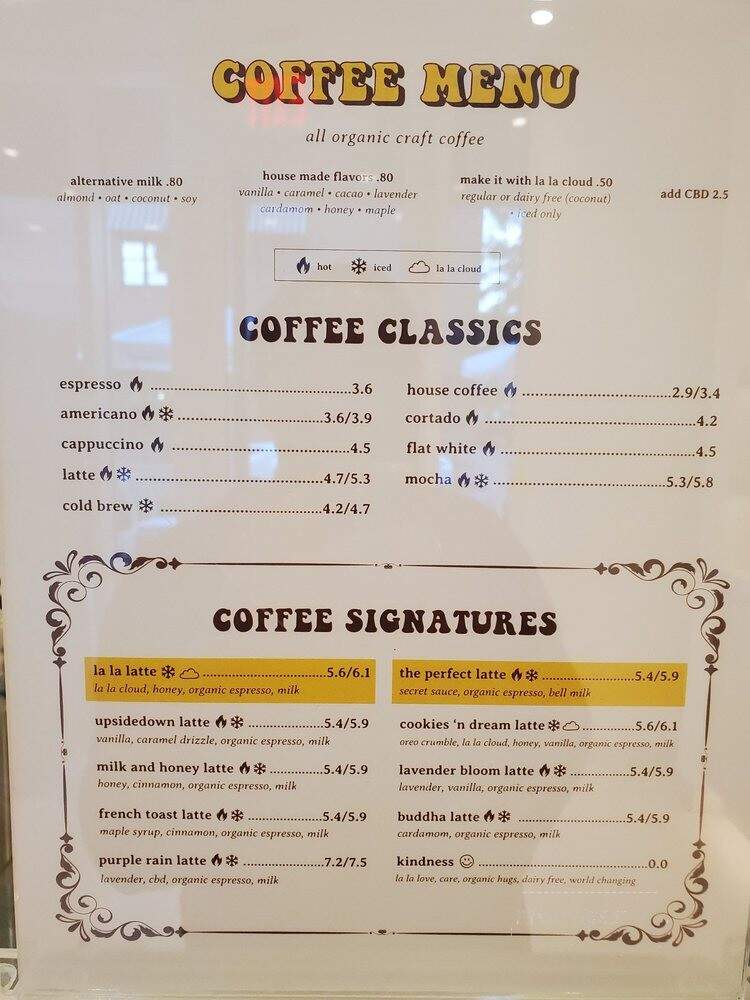 COFFEE MENU
all organic craft coffee
alternative milk .80
almond • oat • coconut • soy
house made flavors .80
vanilla • caramel • cacao • lavender
cardamom • honey • maple
make it with la la cloud .50
regular or dairy free (coconut)
• iced only
add CBD 2.5
hot iced la la cloud
COFFEE CLASSICS
espresso ..........3.6
americano ..........3.6/3.9
cappuccino ..........4.5
latte ..........4.7/5.3
cold brew ..........4.2/4.7
house coffee ..........2.9/3.4
cortado ..........4.2
flat white ..........4.5
mocha ..........5.3/5.8
COFFEE SIGNATURES
la la latte ..........5.6/6.1
la la cloud, honey, organic espresso, milk
upsidedown latte ..........5.4/5.9
vanilla, caramel drizzle, organic espresso, milk
milk and honey latte ..........5.4/5.9
honey, cinnamon, organic espresso, milk
french toast latte ..........5.4/5.9
maple syrup, cinnamon, organic espresso, milk
purple rain latte ..........7.2/7.5
lavender, cbd, organic espresso, milk
the perfect latte ..........5.4/5.9
secret sauce, organic espresso, bell milk
cookies 'n dream latte ..........5.6/6.1
oreo crumble, la la cloud, honey, vanilla, organic espresso, milk
lavender bloom latte ..........5.4/5.9
lavender, vanilla, organic espresso, milk
buddha latte ..........5.4/5.9
cardamom, organic espresso, milk
kindness ..........0.0
la la love, care, organic hugs, dairy free, world changing